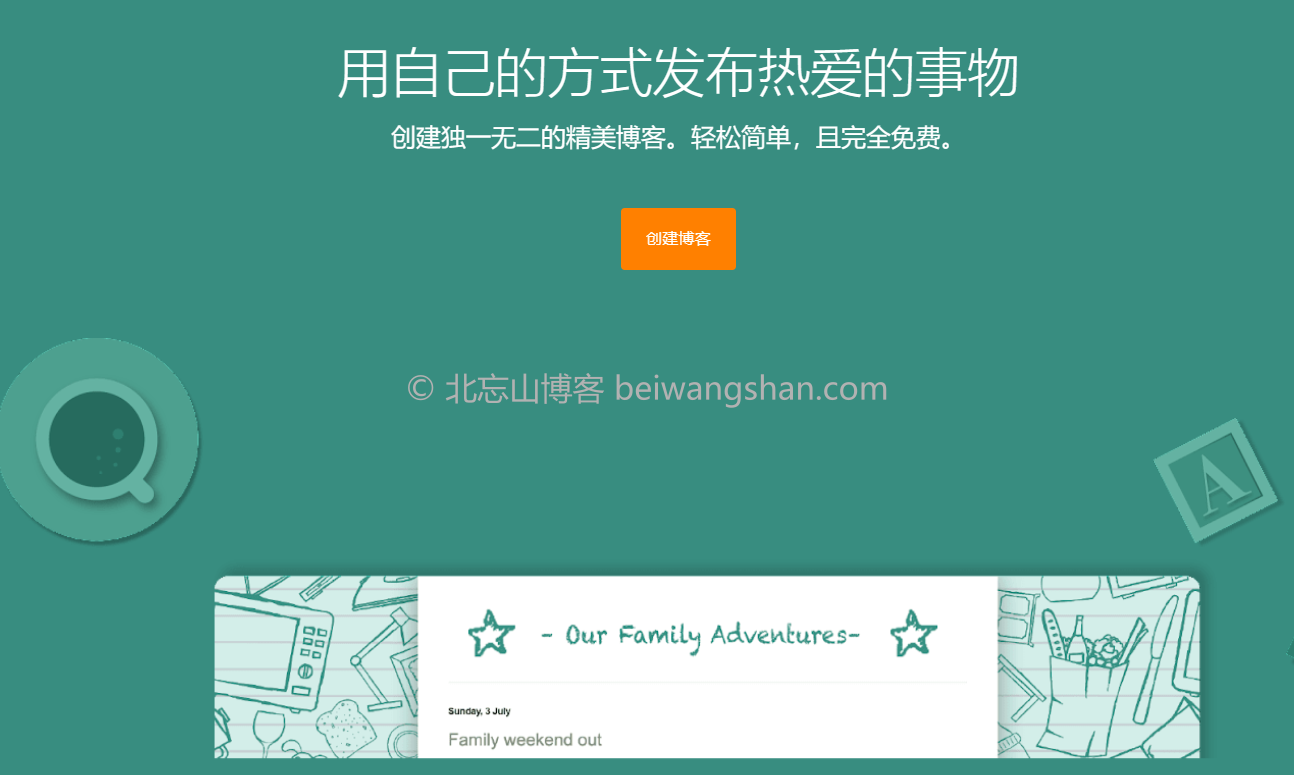 用自己的方式发布热爱的事物
创建独一无二的精美博客。轻松简单，且完全免费。
创建博客
© 北忘山博客 beiwangshan.com
A
- Our Family Adventures-
Sunday, 3 July
Family weekend out